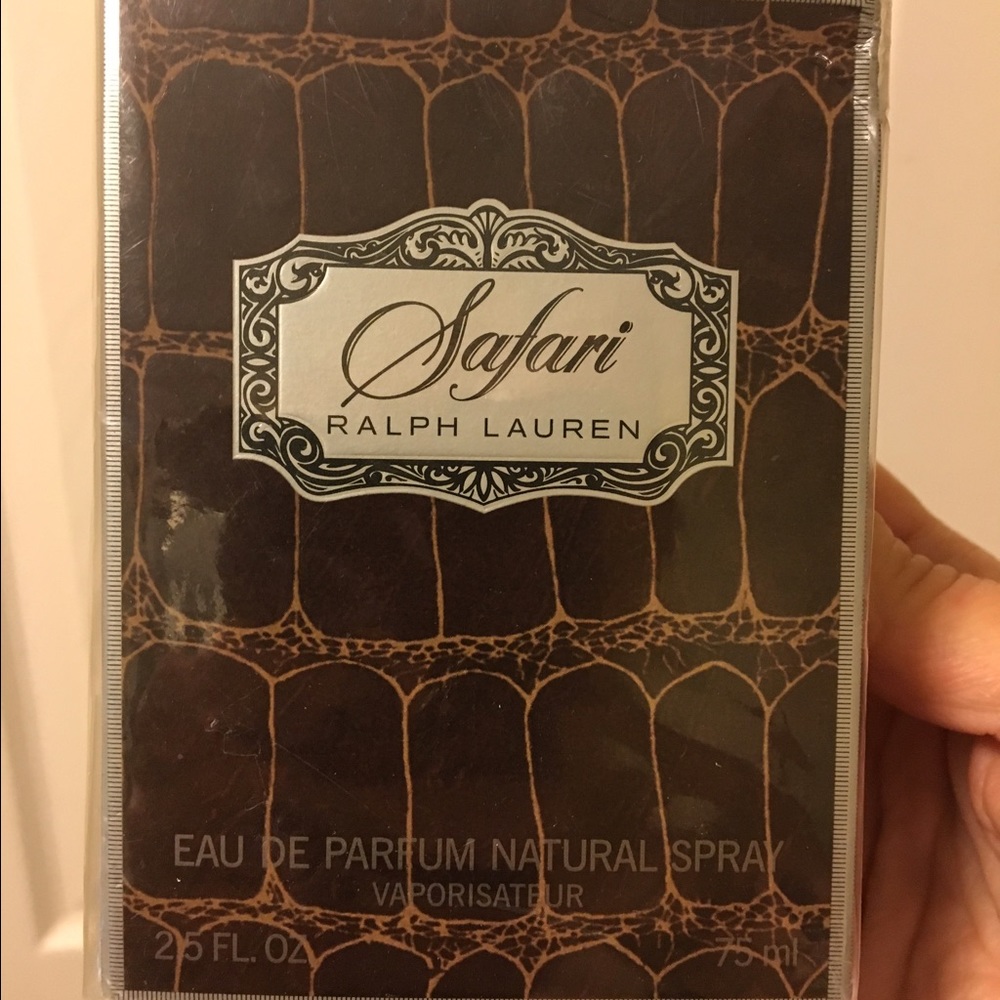 Safari
RALPH LAUREN
EAU DE PARFUM NATURAL SPRAY
VAPORISATEUR
2.5 FL. OZ 75 ml